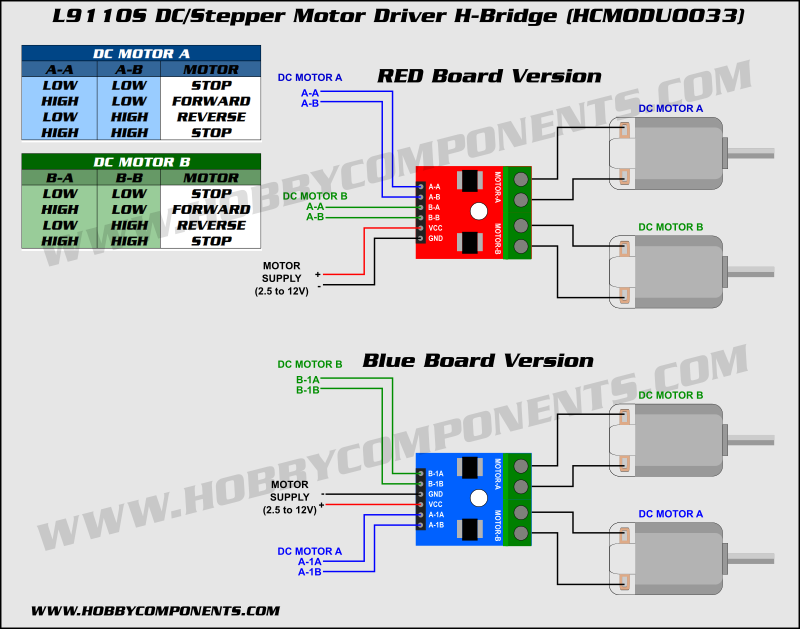 L9110S DC/Stepper Motor Driver H-Bridge (HCMODU0033)
DC MOTOR A
A-A A-B MOTOR
LOW LOW STOP
HIGH LOW FORWARD
LOW HIGH REVERSE
HIGH HIGH STOP
DC MOTOR B
B-A B-B MOTOR
LOW LOW STOP
HIGH LOW FORWARD
LOW HIGH REVERSE
HIGH HIGH STOP
RED Board Version
DC MOTOR A
A-A
A-B
DC MOTOR B
A-A
A-B
MOTOR
SUPPLY
(2.5 to 12V)
+
-
A-A
A-B
B-A
B-B
VCC
GND
MOTOR-A
MOTOR-B
DC MOTOR A
DC MOTOR B
WWW.HOBBYCOMPONENTS.COM
Blue Board Version
DC MOTOR B
B-1A
B-1B
MOTOR
SUPPLY
(2.5 to 12V)
-
+
DC MOTOR A
A-1A
A-1B
B-1A
B-1B
GND
VCC
A-1A
A-1B
MOTOR-A
MOTOR-B
DC MOTOR B
DC MOTOR A
WWW.HOBBYCOMPONENTS.COM
WWW.HOBBYCOMPONENTS.COM